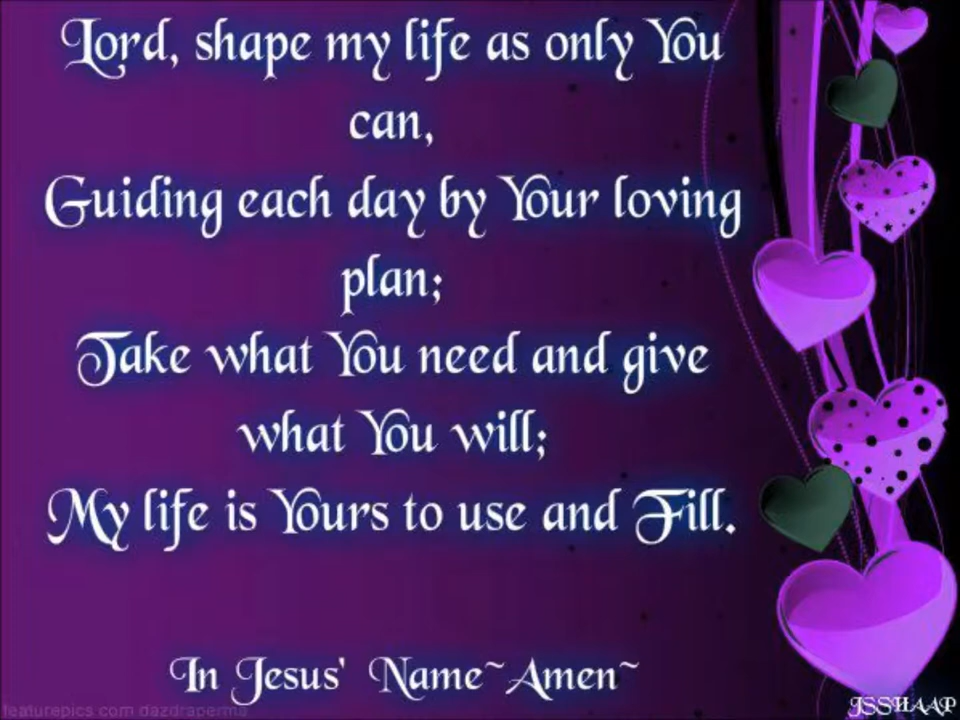 Lord, shape my life as only You
can,
Guiding each day by Your loving
plan;
Take what You need and give
what You will;
My life is Yours to use and Fill.
In Jesus' Name~Amen~
featurepics com dazdraperma